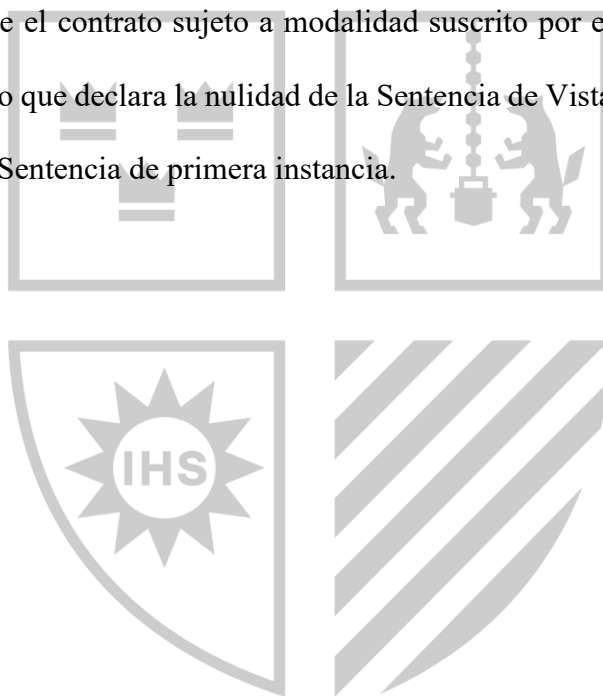 e el contrato sujeto a modalidad suscrito por e
o que declara la nulidad de la Sentencia de Vista
Sentencia de primera instancia.
IHS